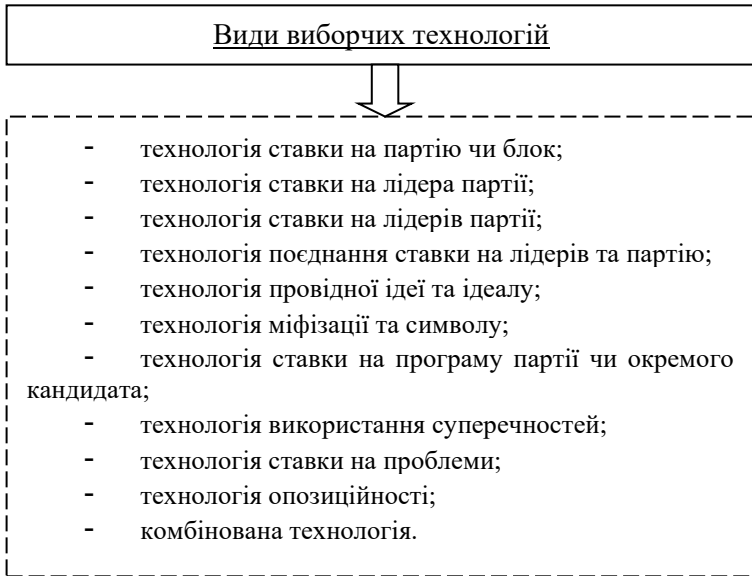 Види виборчих технологій
- технологія ставки на партію чи блок;
- технологія ставки на лідера партії;
- технологія ставки на лідерів партії;
- технологія поєднання ставки на лідерів та партію;
- технологія провідної ідеї та ідеалу;
- технологія міфізації та символу;
- технологія ставки на програму партії чи окремого
кандидата;
- технологія використання суперечностей;
- технологія ставки на проблеми;
- технологія опозиційності;
- комбінована технологія.